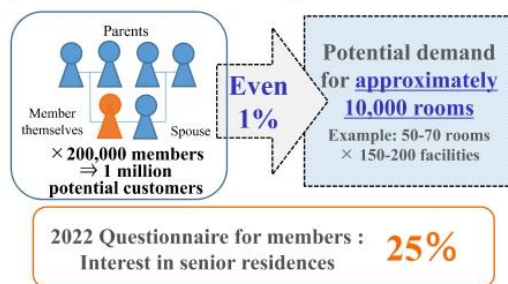 Parents
Member
themselves
Spouse
× 200,000 members
⇒ 1 million
potential customers
Even
1%
Potential demand
for approximately
10,000 rooms
Example: 50-70 rooms
× 150-200 facilities
2022 Questionnaire for members :
Interest in senior residences
25%